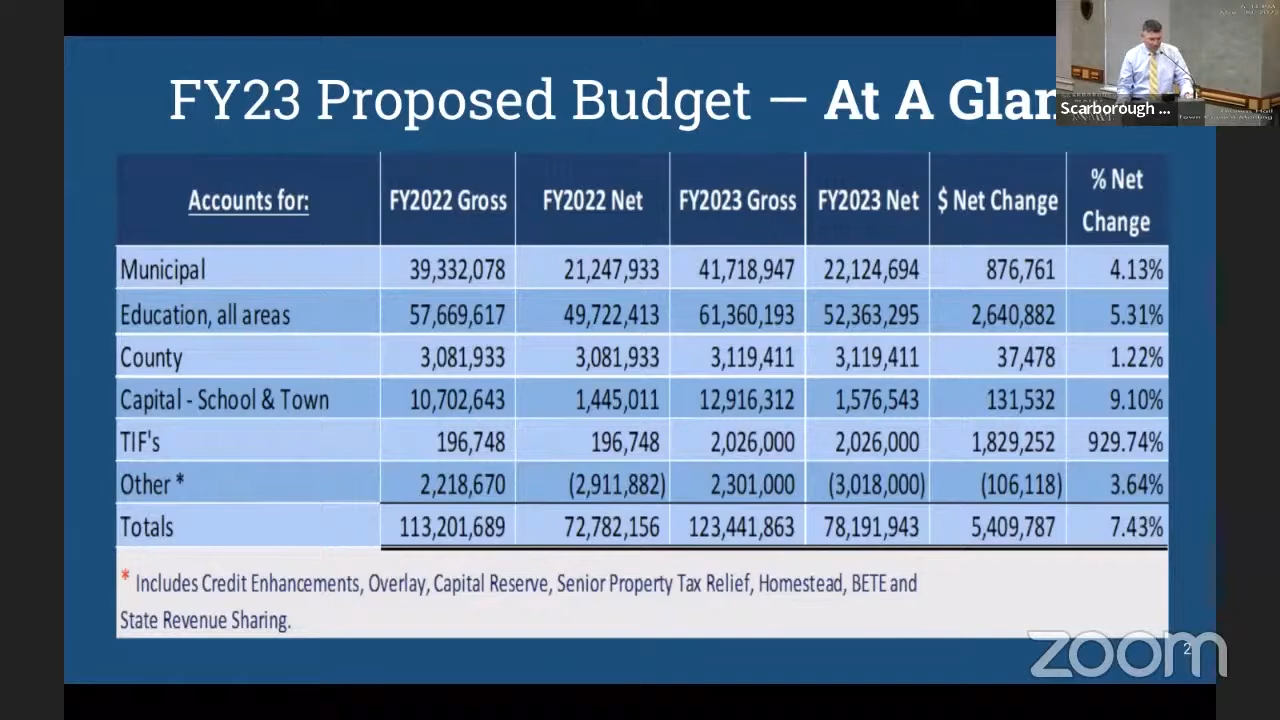 FY23 Proposed Budget — At A Glan
Scarborough ...
Town Council Meeting
Accounts for: FY2022 Gross FY2022 Net FY2023 Gross FY2023 Net $ Net Change % Net Change
Municipal 39,332,078 21,247,933 41,718,947 22,124,694 876,761 4.13%
Education, all areas 57,669,617 49,722,413 61,360,193 52,363,295 2,640,882 5.31%
County 3,081,933 3,081,933 3,119,411 3,119,411 37,478 1.22%
Capital - School & Town 10,702,643 1,445,011 12,916,312 1,576,543 131,532 9.10%
TIF's 196,748 196,748 2,026,000 2,026,000 1,829,252 929.74%
Other * 2,218,670 (2,911,882) 2,301,000 (3,018,000) (106,118) 3.64%
Totals 113,201,689 72,782,156 123,441,863 78,191,943 5,409,787 7.43%
* Includes Credit Enhancements, Overlay, Capital Reserve, Senior Property Tax Relief, Homestead, BETE and
State Revenue Sharing.
zoom
2